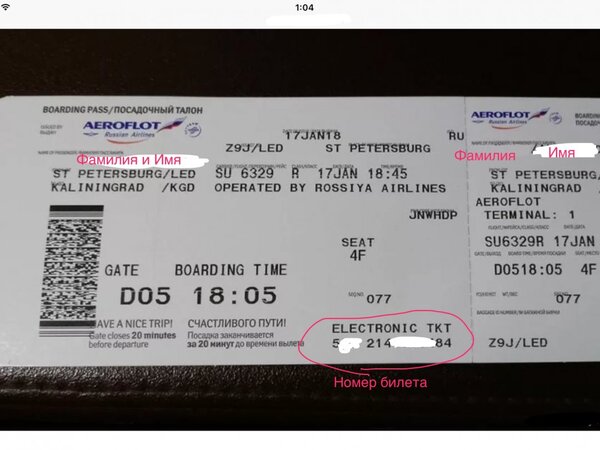 1:04
BOARDING PASS/ПОСАДОЧНЫЙ ТАЛОН
ISSUED BY
AEROFLOT
Russian Airlines
17JAN18
RU
Z9J/LED ST PETERSBURG
Фамилия и Имя
ST PETERSBURG/LED SU 6329 R 17JAN 18:45
KALININGRAD /KGD OPERATED BY ROSSIYA AIRLINES
JNWHDP
SEAT
4F
GATE BOARDING TIME
D05 18:05
077
HAVE A NICE TRIP! СЧАСТЛИВОГО ПУТИ!
Gate closes 20 minutes before departure
Посадка заканчивается
за 20 минут до времени вылета
ELECTRONIC TKT
5 214 84
Номер билета
AEROFLOT
Russian Airlines
Фамилия Имя
ST PETERSBURG/
KALININGRAD /
AEROFLOT
TERMINAL: 1
SU6329R 17JAN
D0518:05 4F
077
Z9J/LED